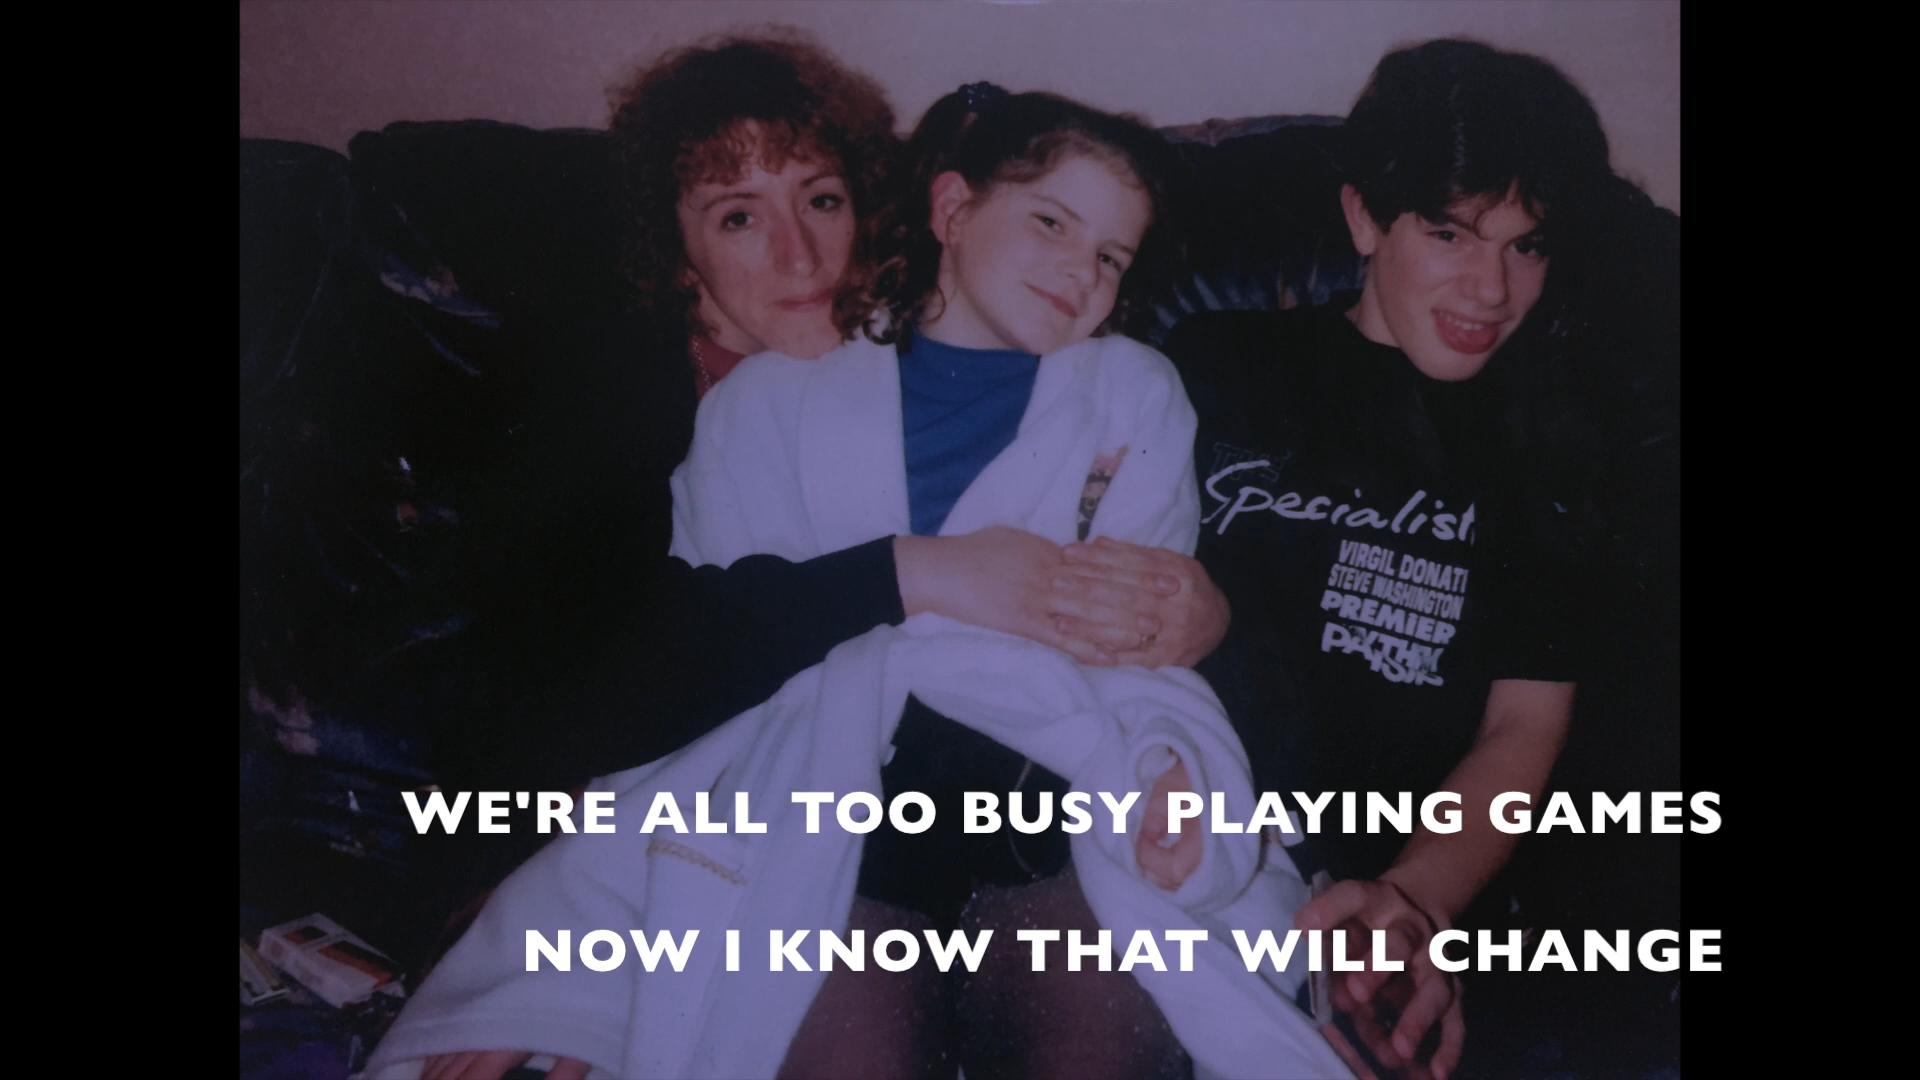 THE
Specialist
VIRGIL DONATI
STEVE WASHINGTON
PREMIER
WE'RE ALL TOO BUSY PLAYING GAMES
NOW I KNOW THAT WILL CHANGE